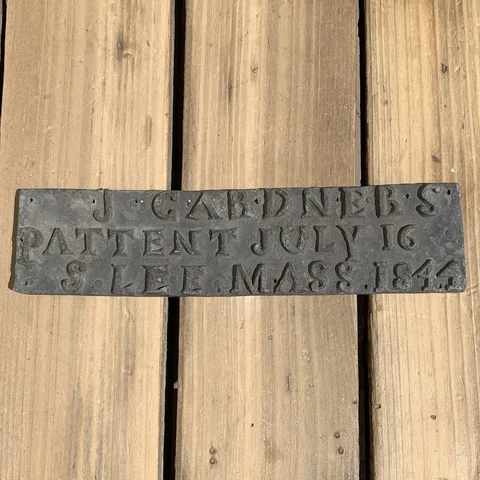 J GARDNER'S
PATTENT JULY 16
S. LEE. MASS. 1844